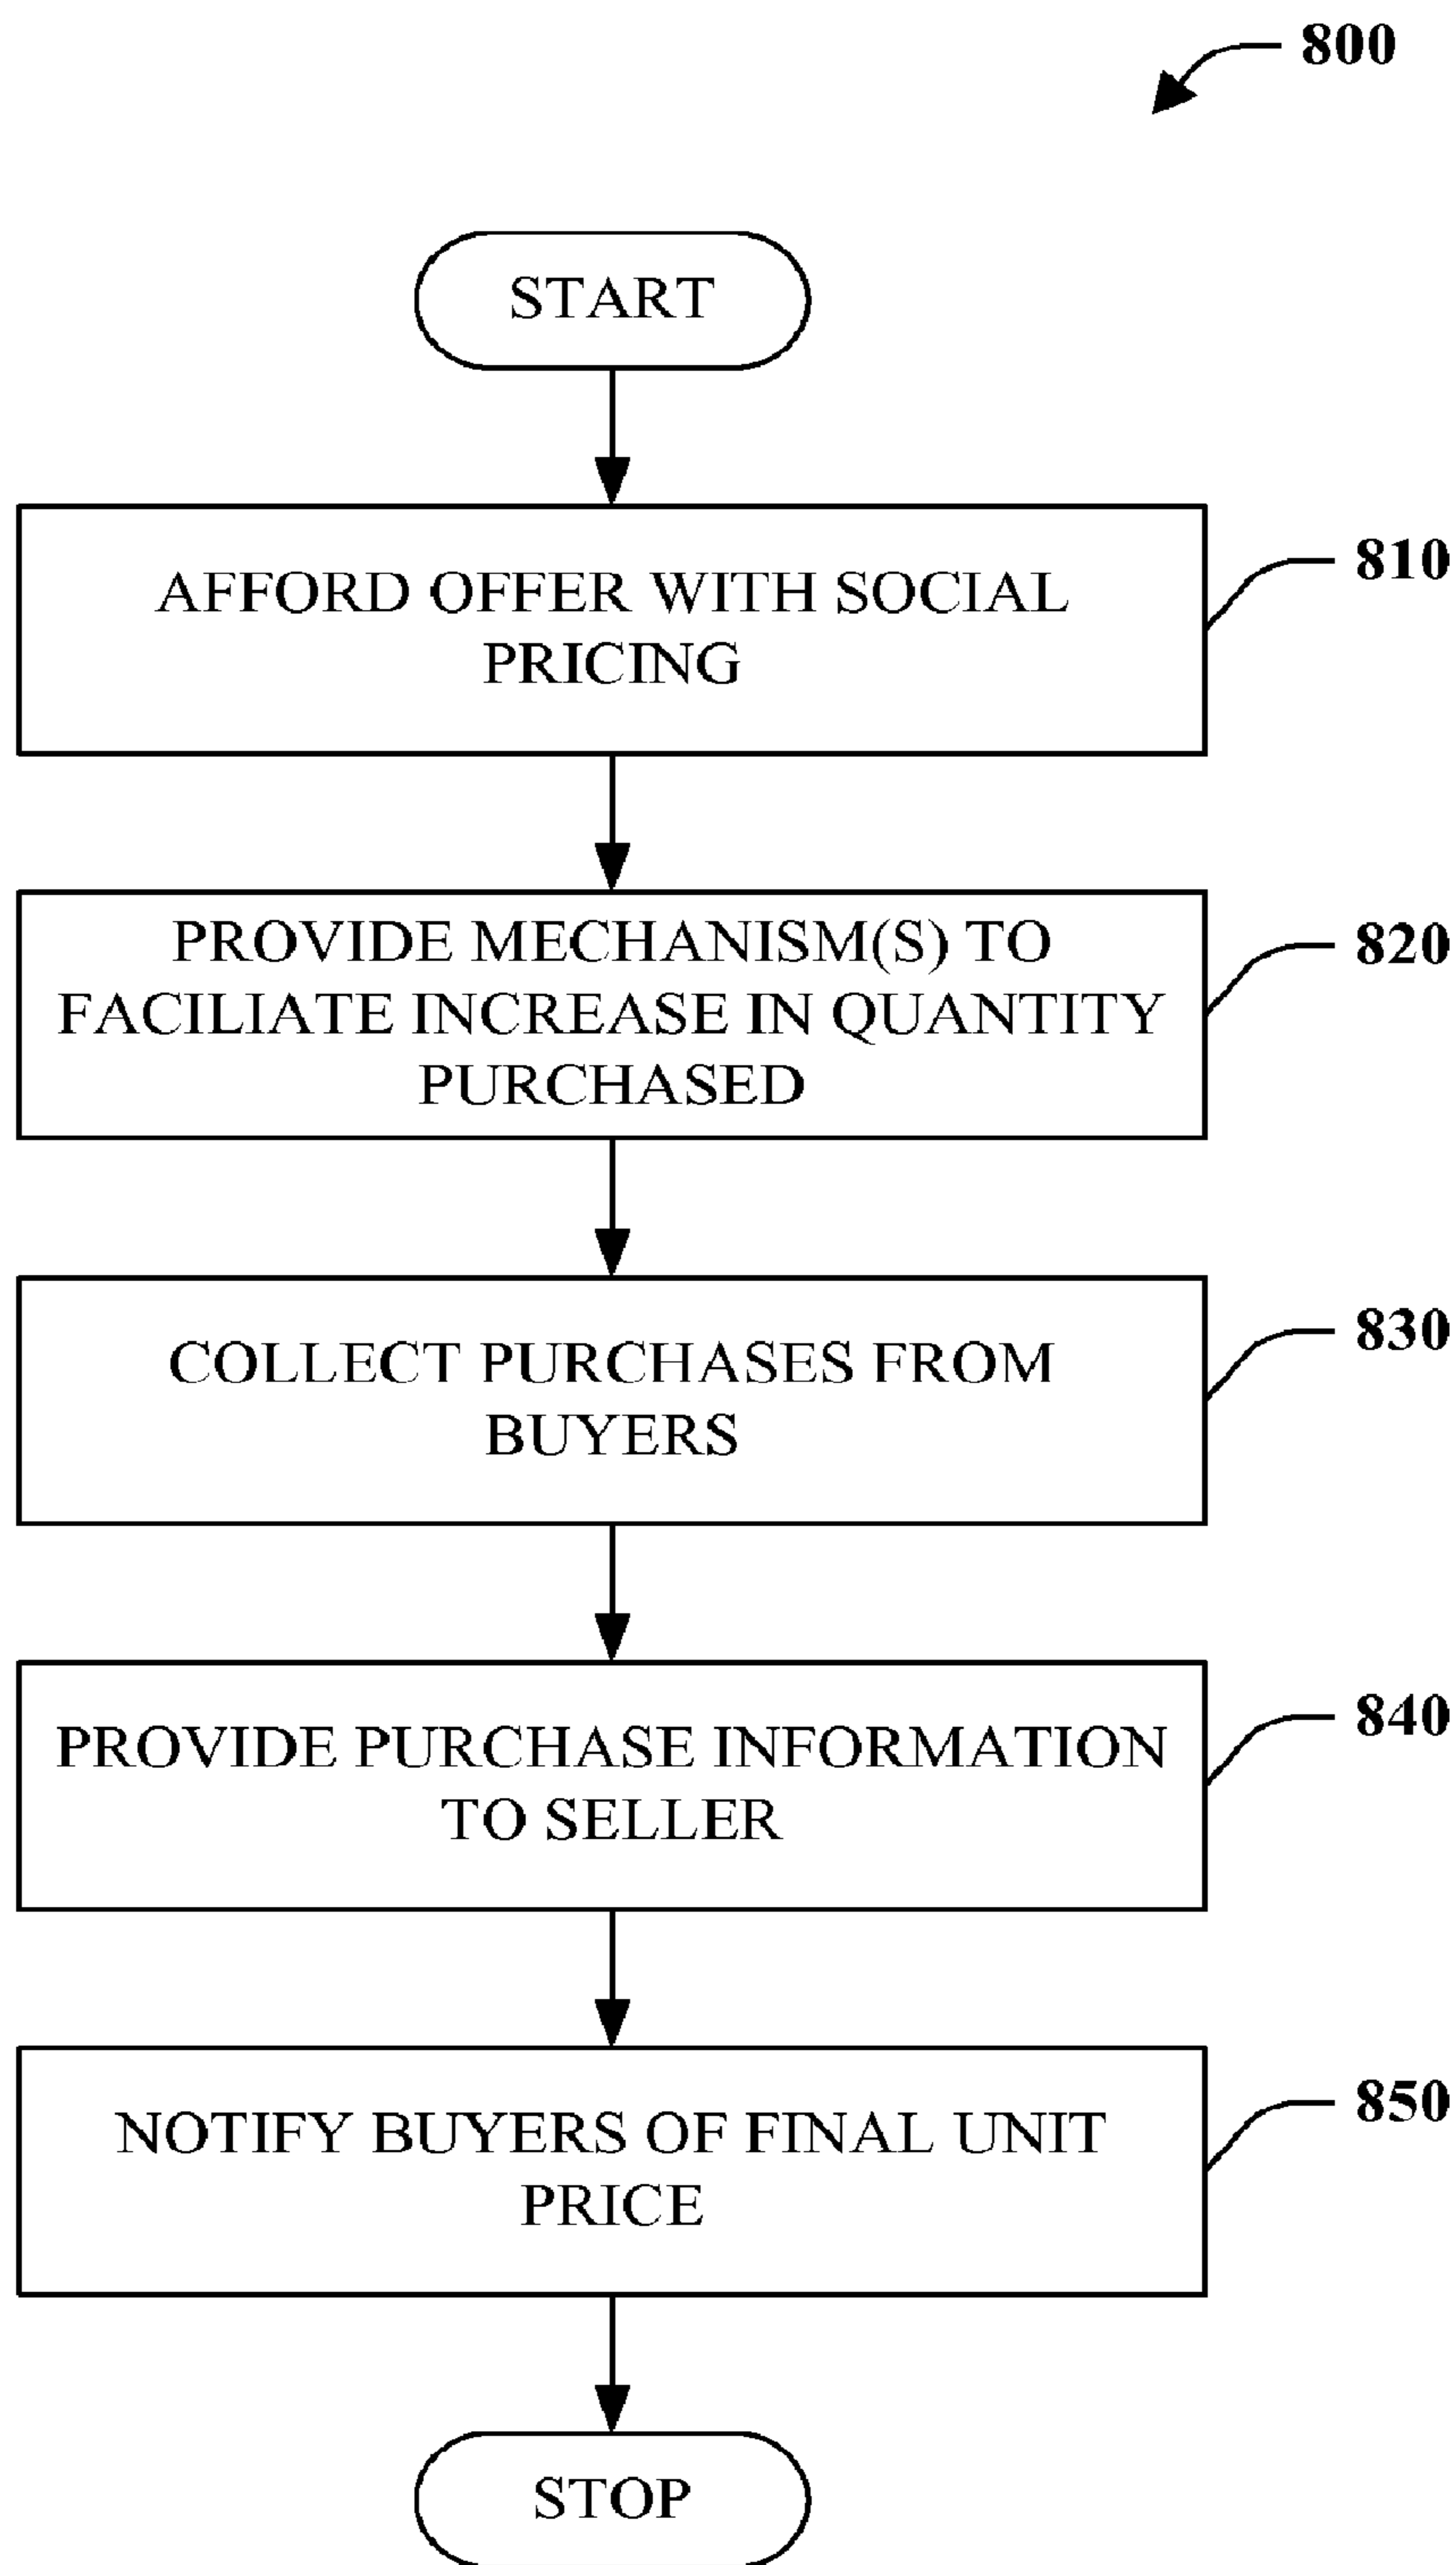 800
START
AFFORD OFFER WITH SOCIAL
PRICING
810
PROVIDE MECHANISM(S) TO
FACILIATE INCREASE IN QUANTITY
PURCHASED
820
COLLECT PURCHASES FROM
BUYERS
830
PROVIDE PURCHASE INFORMATION
TO SELLER
840
NOTIFY BUYERS OF FINAL UNIT
PRICE
850
STOP